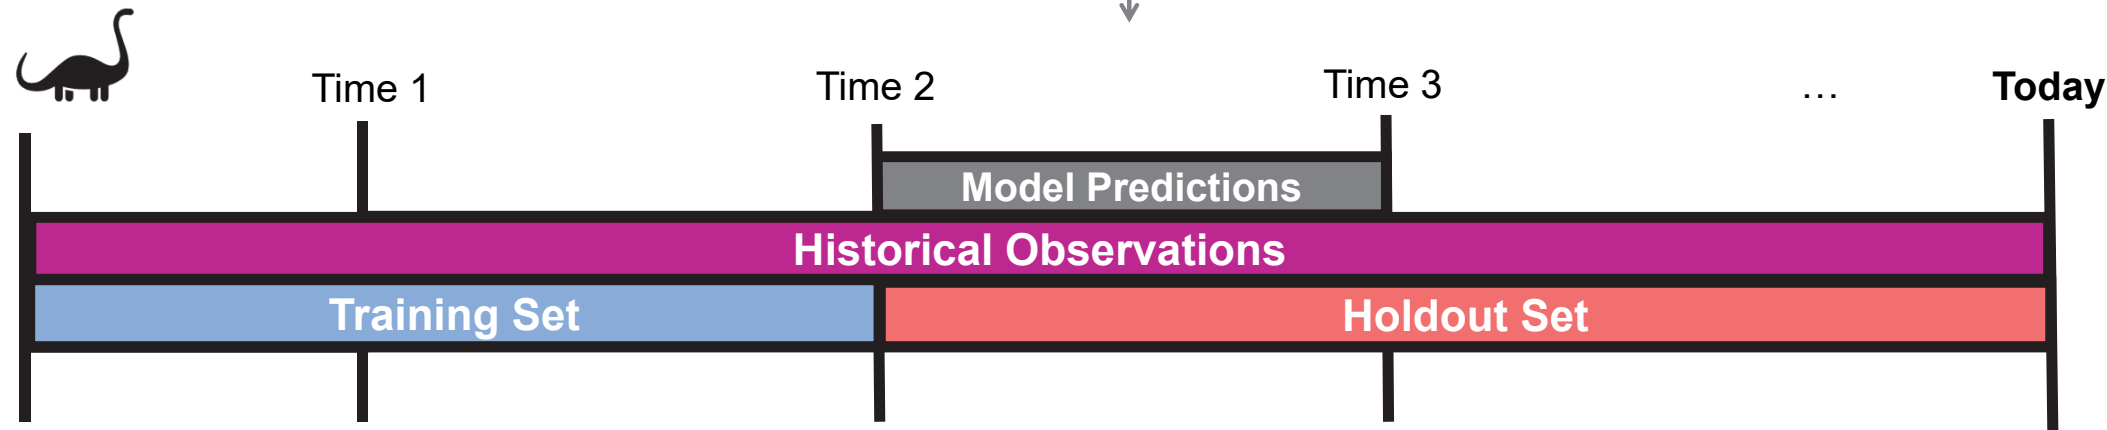 Time 1
Time 2
Time 3
…
Today
Model Predictions
Historical Observations
Training Set
Holdout Set